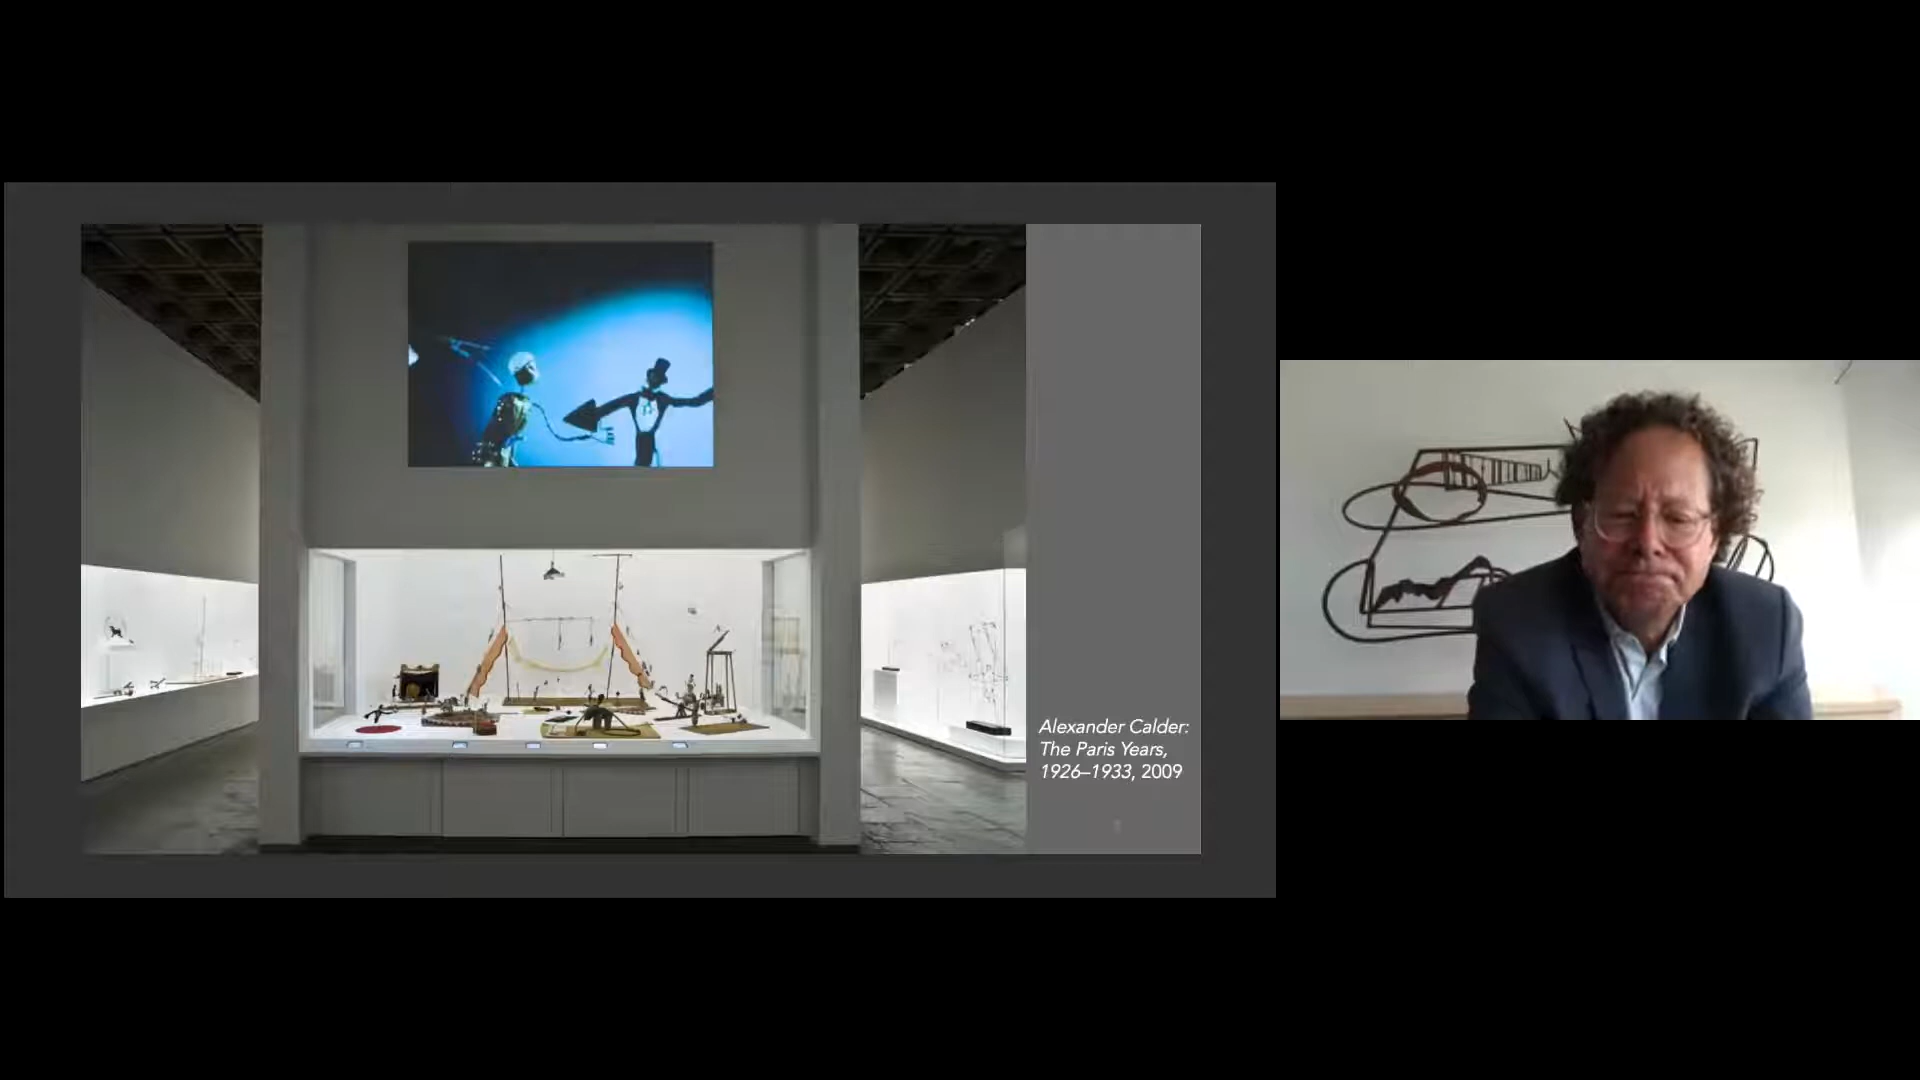 Alexander Calder:
The Paris Years,
1926–1933, 2009